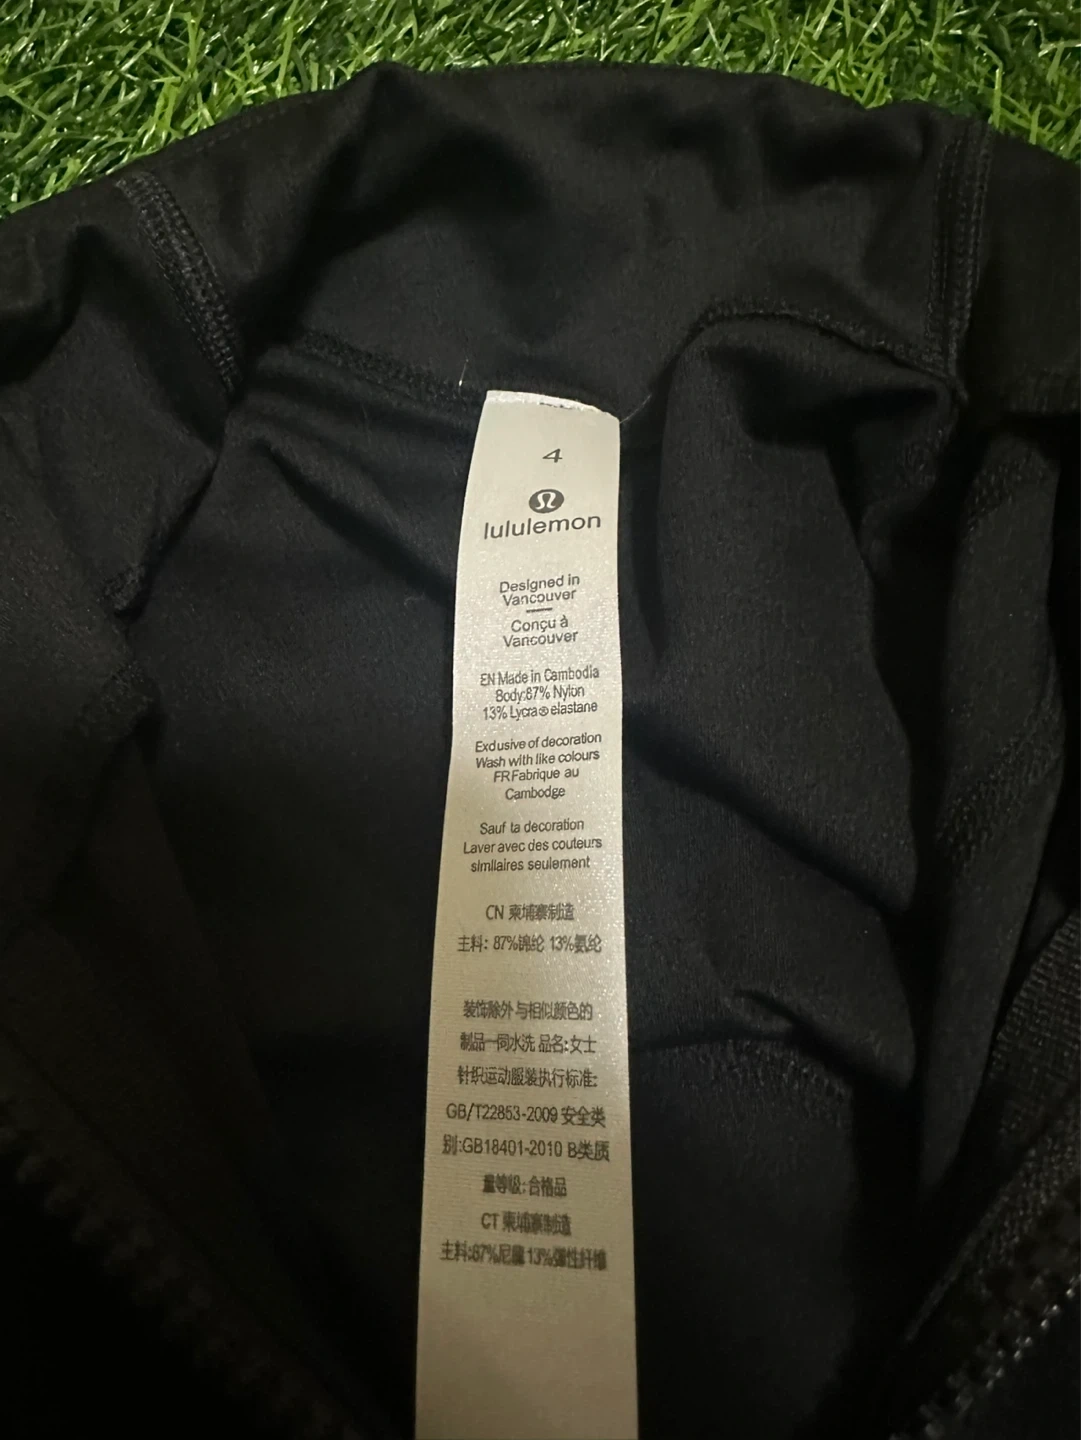 4
lululemon
Designed in
Vancouver
Conçu à
Vancouver
EN Made in Cambodia
Body:87% Nylon
13% Lycra® elastane
Exdusive of decoration
Wash with like colours
FR Fabrique au
Cambodge
Sauf ta decoration
Laver avec des couteurs
similaires seulement
CN 柬埔寨制造
主料: 87%锦纶 13%氨纶
装饰除外与相似颜色的
制品一同水洗 品名:女士
针织运动服装执行标准:
GB/T22853-2009 安全类
别:GB18401-2010 B类质
量等级:合格品
CT 柬埔寨制造
主料:87%尼龍 13%彈性纤维